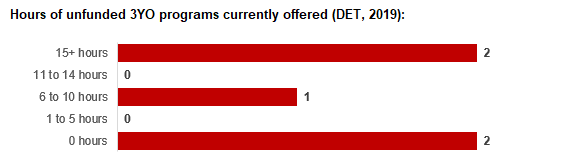 Hours of unfunded 3YO programs currently offered (DET, 2019):
15+ hours 2
11 to 14 hours 0
6 to 10 hours 1
1 to 5 hours 0
0 hours 2